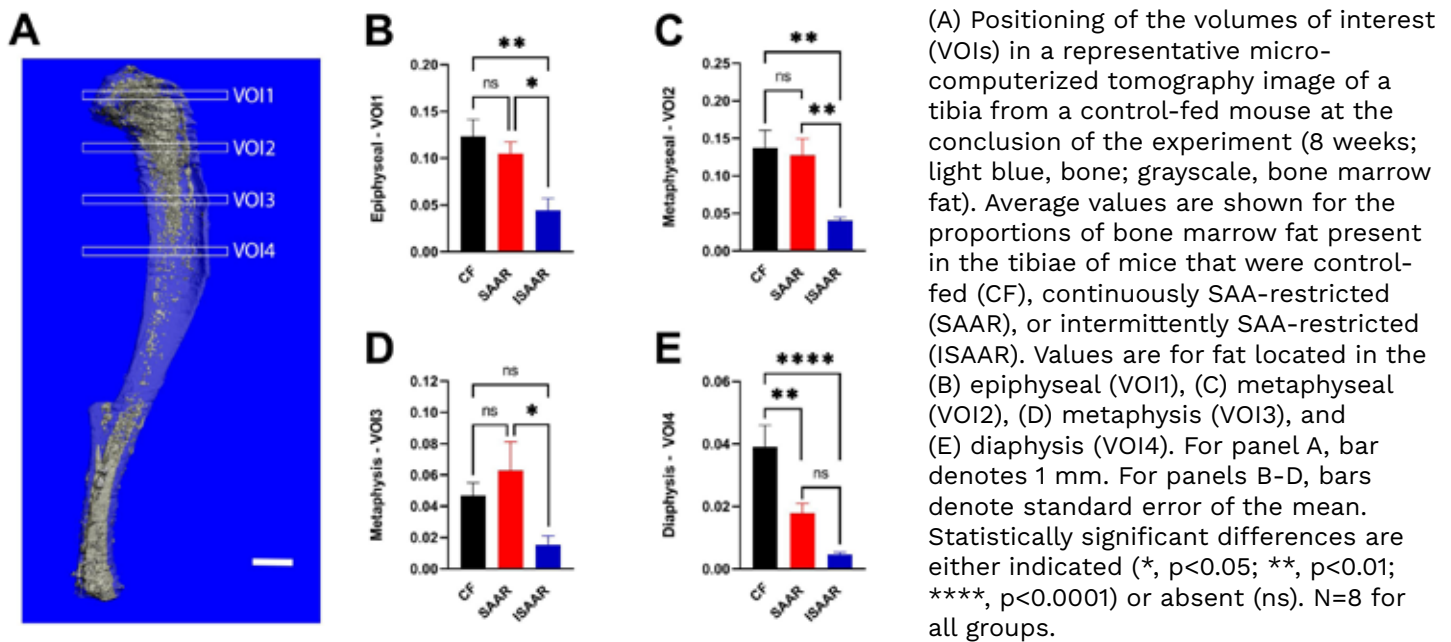 A
VOI1
VOI2
VOI3
VOI4
B
Epiphyseal - VOI1
0.20
0.15
0.10
0.05
0.00
**
ns
*
CF
SAAR
ISAAR
C
Metaphyseal - VOI2
0.25
0.20
0.15
0.10
0.05
0.00
**
ns
**
CF
SAAR
ISAAR
D
Metaphysis - VOI3
0.12
0.10
0.08
0.06
0.04
0.02
0.00
ns
ns
*
CF
SAAR
ISAAR
E
Diaphysis - VOI4
0.06
0.04
0.02
0.00
****
**
ns
CF
SAAR
ISAAR
(A) Positioning of the volumes of interest
(VOIs) in a representative micro-
computerized tomography image of a
tibia from a control-fed mouse at the
conclusion of the experiment (8 weeks;
light blue, bone; grayscale, bone marrow
fat). Average values are shown for the
proportions of bone marrow fat present
in the tibiae of mice that were control-
fed (CF), continuously SAA-restricted
(SAAR), or intermittently SAA-restricted
(ISAAR). Values are for fat located in the
(B) epiphyseal (VOI1), (C) metaphyseal
(VOI2), (D) metaphysis (VOI3), and
(E) diaphysis (VOI4). For panel A, bar
denotes 1 mm. For panels B-D, bars
denote standard error of the mean.
Statistically significant differences are
either indicated (*, p<0.05; **, p<0.01;
****, p<0.0001) or absent (ns). N=8 for
all groups.